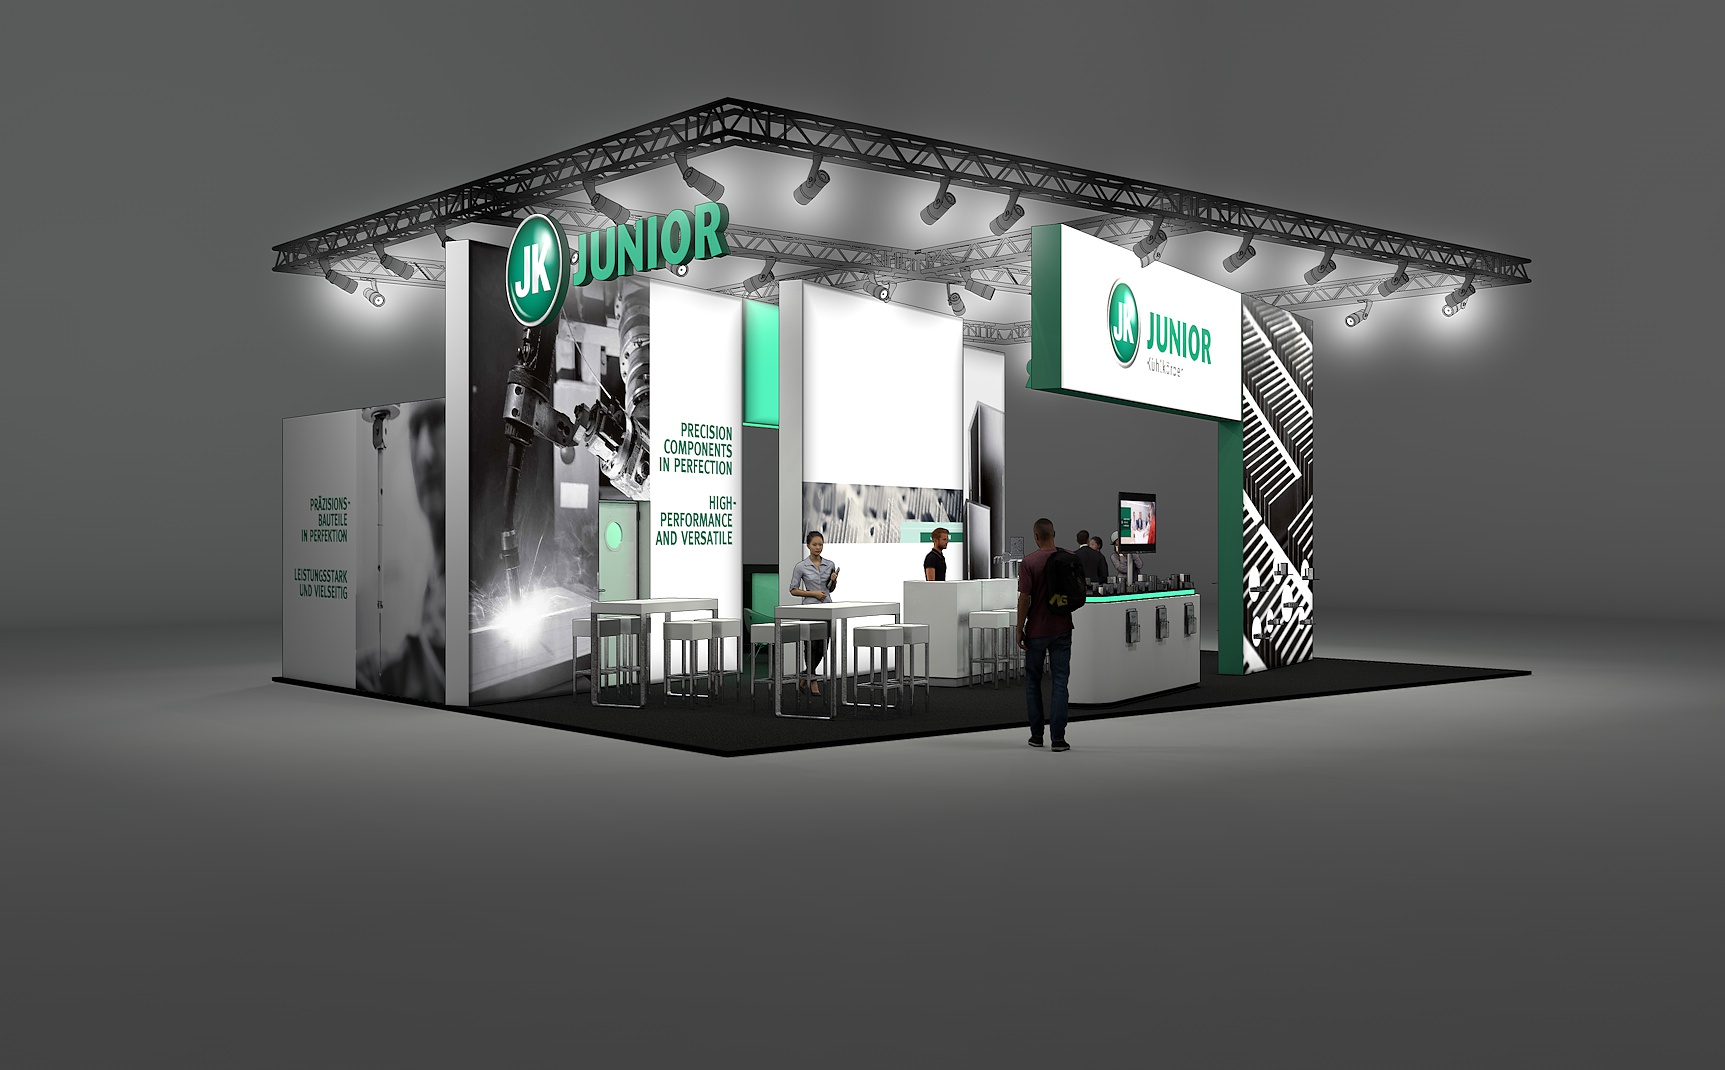 JK JUNIOR
JK JUNIOR
Kühlkörper
PRECISION
COMPONENTS
IN PERFECTION
HIGH-
PERFORMANCE
AND VERSATILE
PRÄZISIONS-
BAUTEILE
IN PERFEKTION
LEISTUNGSSTARK
UND VIELSEITIG